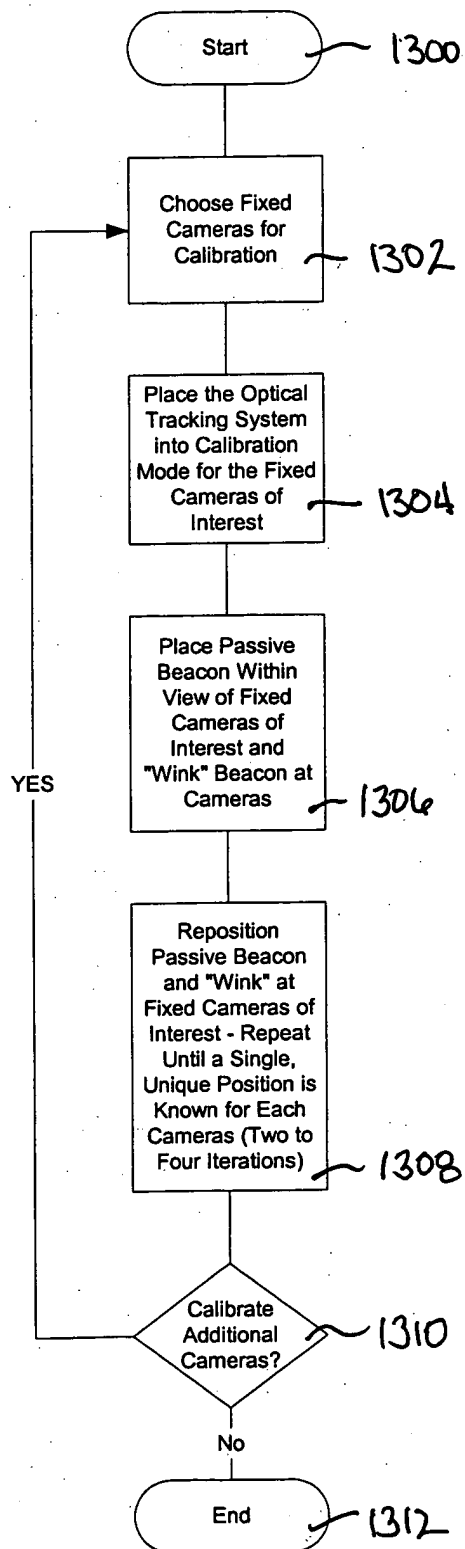 Start
1300
Choose Fixed
Cameras for
Calibration
1302
Place the Optical
Tracking System
into Calibration
Mode for the Fixed
Cameras of
Interest
1304
Place Passive
Beacon Within
View of Fixed
Cameras of
Interest and
"Wink" Beacon at
Cameras
1306
YES
Reposition
Passive Beacon
and "Wink" at
Fixed Cameras of
Interest - Repeat
Until a Single,
Unique Position is
Known for Each
Cameras (Two to
Four Iterations)
1308
Calibrate
Additional
Cameras?
1310
No
End
1312